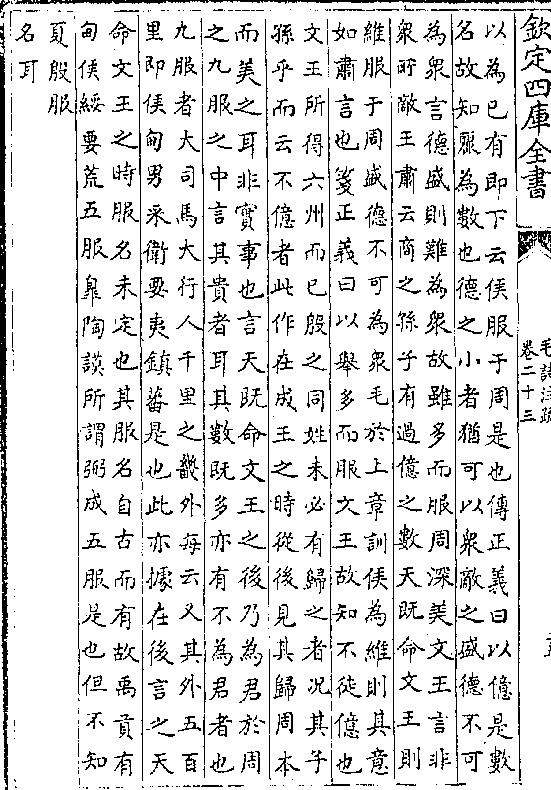 欽定四庫全書
毛詩注疏
卷二十三
以為已有即下云侯服于周是也傳正義曰以億是數
名故知麗為數也德之小者猶可以衆敵之盛德不可
為衆言德盛則難為衆故雖多而服周深美文王言非
衆所敵王肅云商之孫子有過億之數天既命文王則
維服于周盛德不可為衆毛於上章訓侯為維則其意
如肅言也箋正義曰以舉多而服文王故知不徒億也
文王所得六州而已殷之同姓未必有歸之者况其子
孫乎而云不億者此作在成王之時從後見其歸周本
而美之耳非實事也言天既命文王之後乃為君於周
之九服之中言其貴者耳其數既多亦有不為君者也
九服者大司馬大行人千里之畿外每云又其外五百
里即侯甸男采衛要夷鎮蕃是也此亦據在後言之天
命文王之時服名未定也其服名自古而有故禹貢有
甸侯綏要荒五服臯陶謨所謂弼成五服是也但不知
夏殷服
名耳